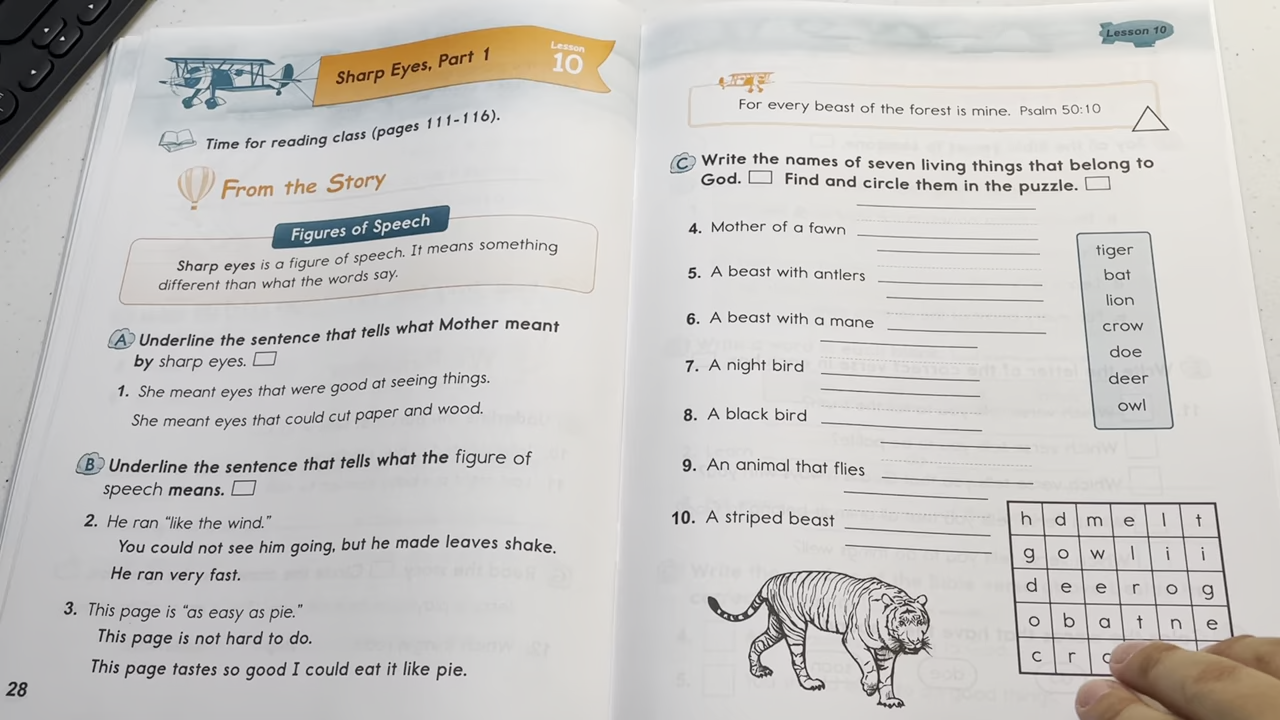 Sharp Eyes, Part 1
Lesson
10
Time for reading class (pages 111-116).
From the Story
Figures of Speech
Sharp eyes is a figure of speech. It means something
different than what the words say.
A Underline the sentence that tells what Mother meant
by sharp eyes.
1. She meant eyes that were good at seeing things.
She meant eyes that could cut paper and wood.
B Underline the sentence that tells what the figure of
speech means.
2. He ran “like the wind.”
You could not see him going, but he made leaves shake.
He ran very fast.
3. This page is “as easy as pie.”
This page is not hard to do.
This page tastes so good I could eat it like pie.
28
Lesson 10
For every beast of the forest is mine. Psalm 50:10
C Write the names of seven living things that belong to
God. Find and circle them in the puzzle.
4. Mother of a fawn
5. A beast with antlers
6. A beast with a mane
7. A night bird
8. A black bird
9. An animal that flies
10. A striped beast
tiger
bat
lion
crow
doe
deer
owl
h d m e l t
g o w l i i
d e e r o g
o b a t n e
c r